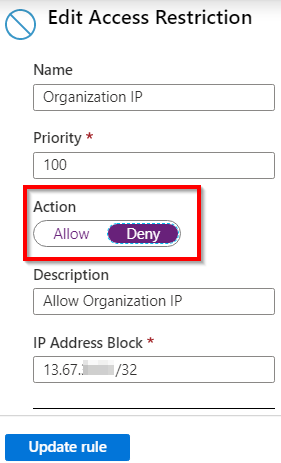 Edit Access Restriction
Name
Organization IP
Priority *
100
Action
Allow Deny
Description
Allow Organization IP
IP Address Block *
13.67. /32
Update rule